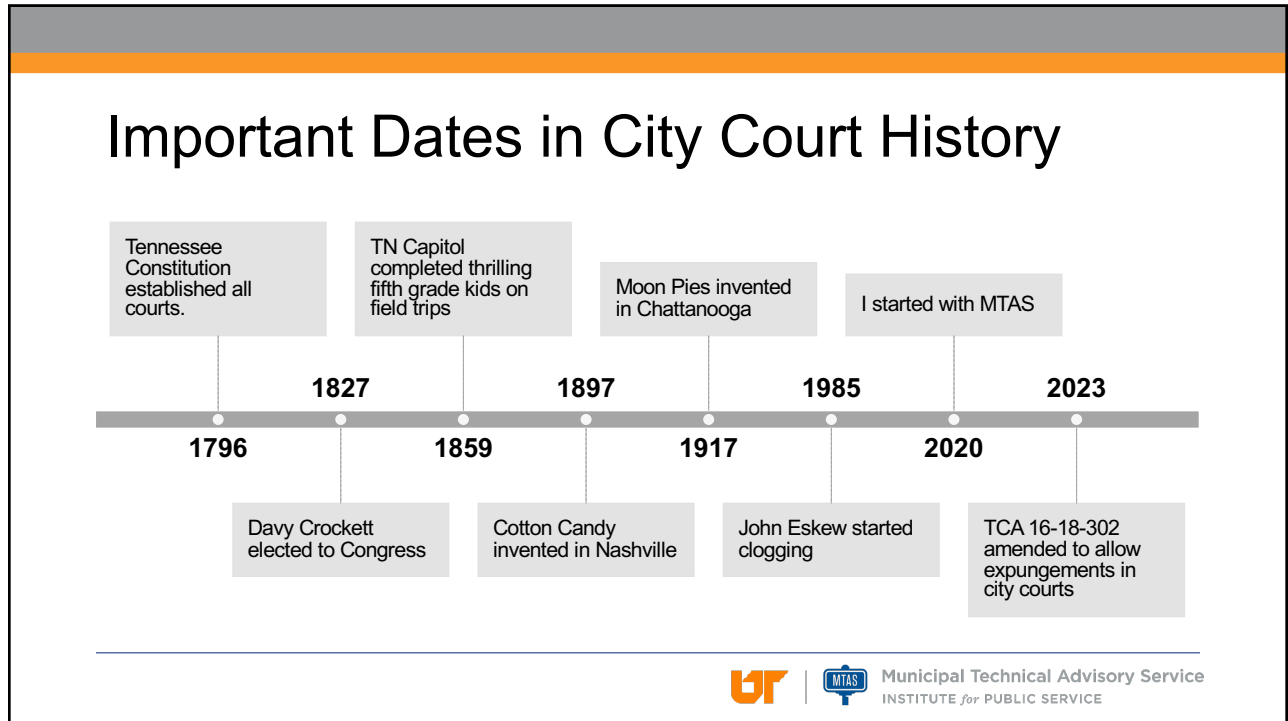 Important Dates in City Court History
Tennessee
Constitution
established all
courts.
TN Capitol
completed thrilling
fifth grade kids on
field trips
Moon Pies invented
in Chattanooga
I started with MTAS
1827
1897
1985
2023
1796
1859
1917
2020
Davy Crockett
elected to Congress
Cotton Candy
invented in Nashville
John Eskew started
clogging
TCA 16-18-302
amended to allow
expungements in
city courts
UT
MTAS
Municipal Technical Advisory Service
INSTITUTE for PUBLIC SERVICE